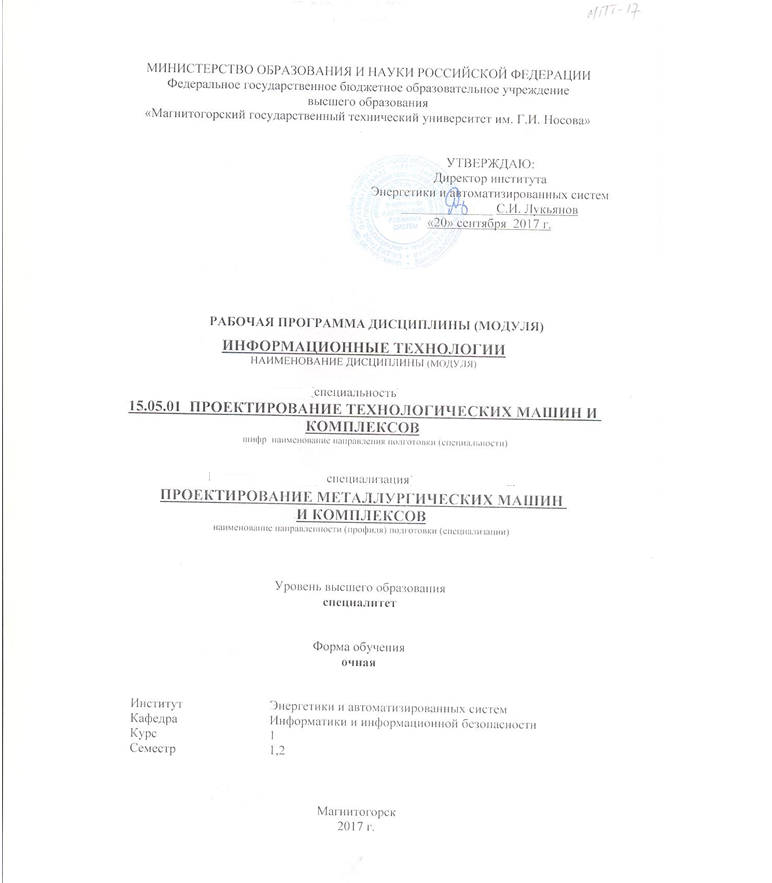 МПТ-17
МИНИСТЕРСТВО ОБРАЗОВАНИЯ И НАУКИ РОССИЙСКОЙ ФЕДЕРАЦИИ
Федеральное государственное бюджетное образовательное учреждение
высшего образования
«Магнитогорский государственный технический университет им. Г.И. Носова»
УТВЕРЖДАЮ:
Директор института
Энергетики и автоматизированных систем
С.И. Лукьянов
«20» сентября 2017 г.
РАБОЧАЯ ПРОГРАММА ДИСЦИПЛИНЫ (МОДУЛЯ)
ИНФОРМАЦИОННЫЕ ТЕХНОЛОГИИ
НАИМЕНОВАНИЕ ДИСЦИПЛИНЫ (МОДУЛЯ)
специальность
15.05.01 ПРОЕКТИРОВАНИЕ ТЕХНОЛОГИЧЕСКИХ МАШИН И
КОМПЛЕКСОВ
шифр наименование направления подготовки (специальности)
специализация
ПРОЕКТИРОВАНИЕ МЕТАЛЛУРГИЧЕСКИХ МАШИН
И КОМПЛЕКСОВ
наименование направленности (профиля) подготовки (специализации)
Уровень высшего образования
специалитет
Форма обучения
очная
Институт Энергетики и автоматизированных систем
Кафедра Информатики и информационной безопасности
Курс 1
Семестр 1,2
Магнитогорск
2017 г.